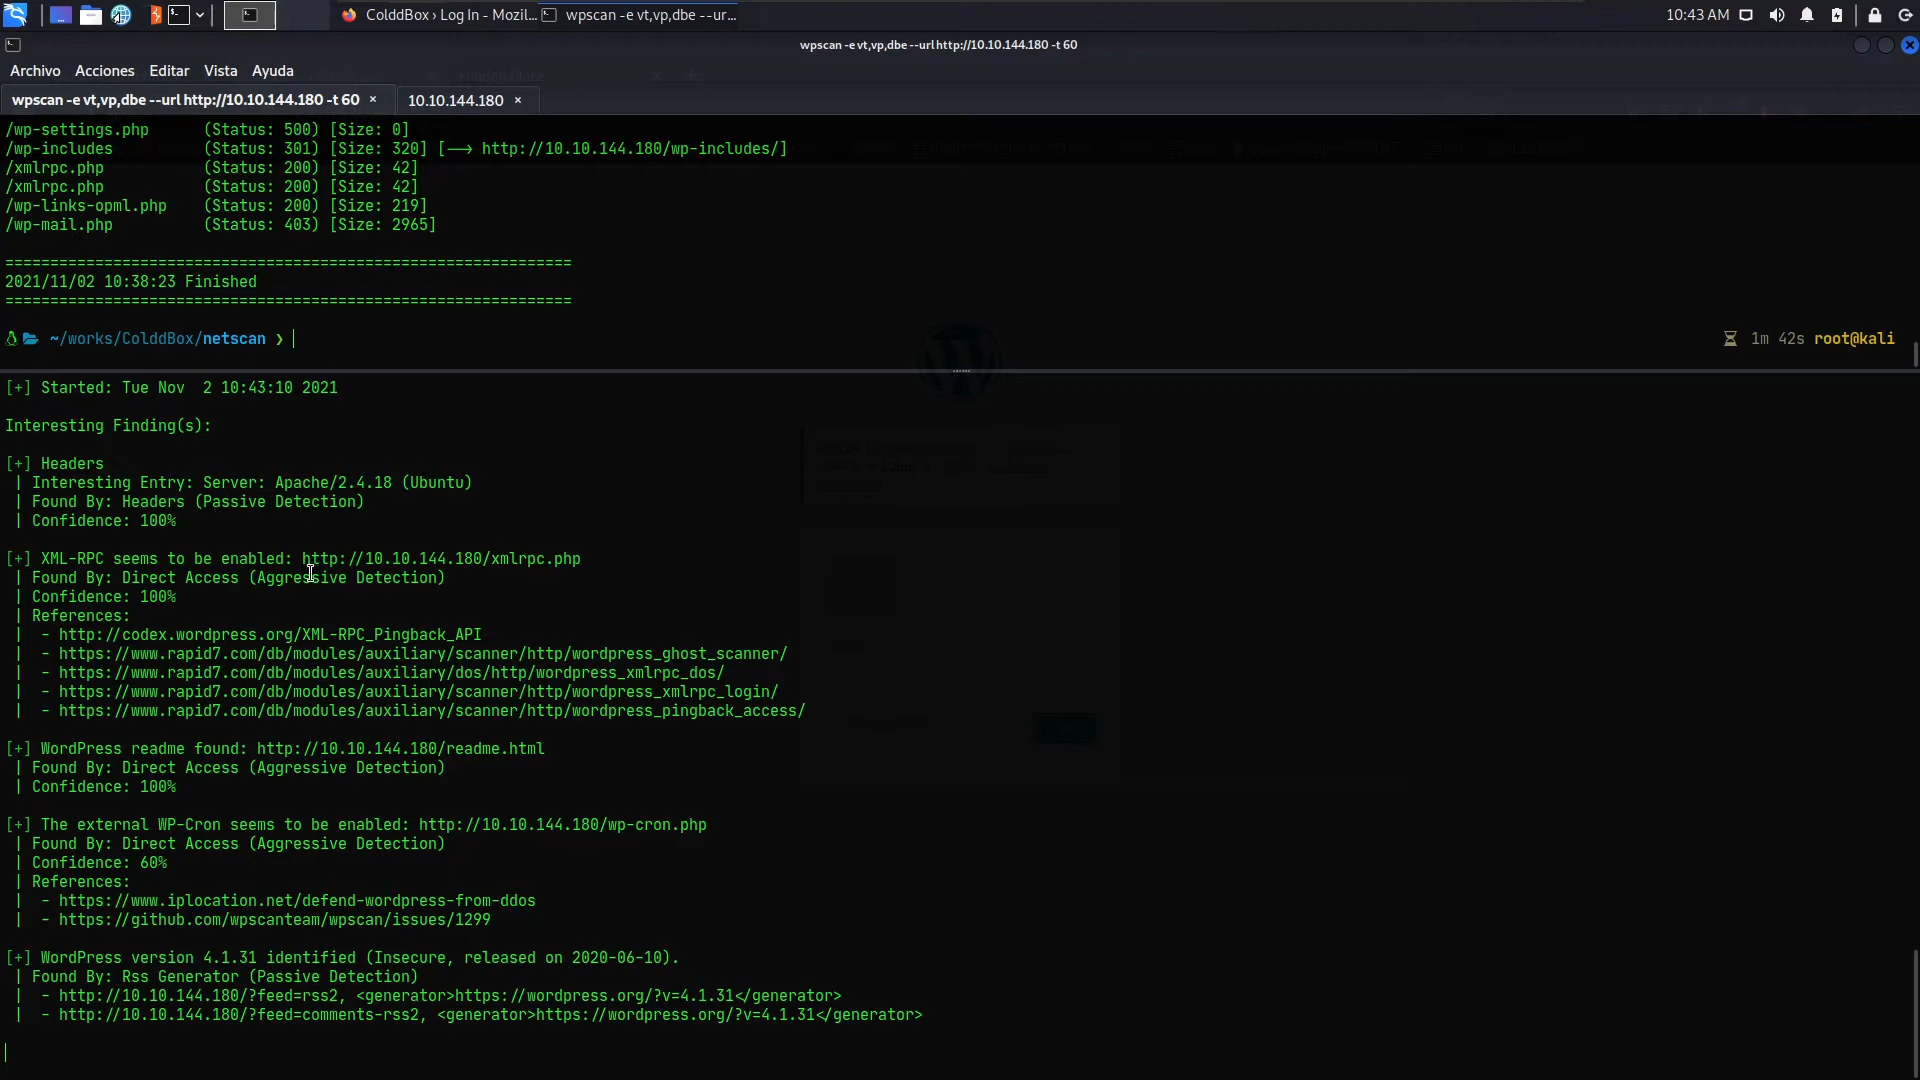 ColddBox › Log In - Mozil...
wpscan -e vt,vp,dbe --ur...
10:43 AM
wpscan -e vt,vp,dbe --url http://10.10.144.180 -t 60
Archivo Acciones Editar Vista Ayuda
wpscan -e vt,vp,dbe --url http://10.10.144.180 -t 60 ×
10.10.144.180 ×
/wp-settings.php (Status: 500) [Size: 0]
/wp-includes (Status: 301) [Size: 320] [--> http://10.10.144.180/wp-includes/]
/xmlrpc.php (Status: 200) [Size: 42]
/xmlrpc.php (Status: 200) [Size: 42]
/wp-links-opml.php (Status: 200) [Size: 219]
/wp-mail.php (Status: 403) [Size: 2965]
===============================================================
2021/11/02 10:38:23 Finished
===============================================================
~/works/ColddBox/netscan ❯
1m 42s root@kali
[+] Started: Tue Nov  2 10:43:10 2021
Interesting Finding(s):
[+] Headers
| Interesting Entry: Server: Apache/2.4.18 (Ubuntu)
| Found By: Headers (Passive Detection)
| Confidence: 100%
[+] XML-RPC seems to be enabled: http://10.10.144.180/xmlrpc.php
| Found By: Direct Access (Aggressive Detection)
| Confidence: 100%
| References:
|  - http://codex.wordpress.org/XML-RPC_Pingback_API
|  - https://www.rapid7.com/db/modules/auxiliary/scanner/http/wordpress_ghost_scanner/
|  - https://www.rapid7.com/db/modules/auxiliary/dos/http/wordpress_xmlrpc_dos/
|  - https://www.rapid7.com/db/modules/auxiliary/scanner/http/wordpress_xmlrpc_login/
|  - https://www.rapid7.com/db/modules/auxiliary/scanner/http/wordpress_pingback_access/
[+] WordPress readme found: http://10.10.144.180/readme.html
| Found By: Direct Access (Aggressive Detection)
| Confidence: 100%
[+] The external WP-Cron seems to be enabled: http://10.10.144.180/wp-cron.php
| Found By: Direct Access (Aggressive Detection)
| Confidence: 60%
| References:
|  - https://www.iplocation.net/defend-wordpress-from-ddos
|  - https://github.com/wpscanteam/wpscan/issues/1299
[+] WordPress version 4.1.31 identified (Insecure, released on 2020-06-10).
| Found By: Rss Generator (Passive Detection)
|  - http://10.10.144.180/?feed=rss2, <generator>https://wordpress.org/?v=4.1.31</generator>
|  - http://10.10.144.180/?feed=comments-rss2, <generator>https://wordpress.org/?v=4.1.31</generator>